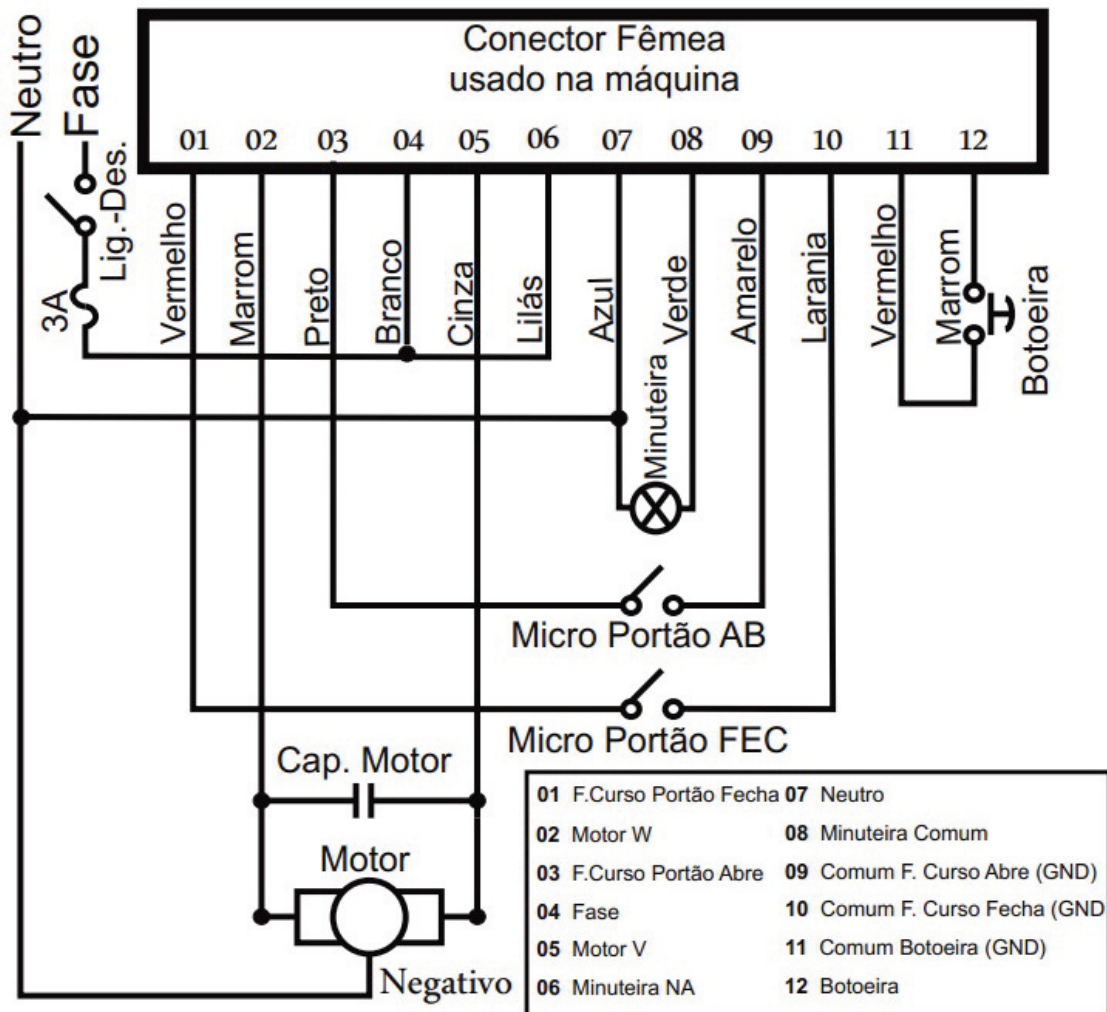 Conector Fêmea
usado na máquina
Neutro
Fase
Lig.-Des.
3A
01 02 03 04 05 06 07 08 09 10 11 12
Vermelho
Marrom
Preto
Branco
Cinza
Lilás
Azul
Verde
Amarelo
Laranja
Vermelho
Marrom
Botoeira
Minuteira
Micro Portão AB
Micro Portão FEC
Cap. Motor
Motor
Negativo
01 F.Curso Portão Fecha
02 Motor W
03 F.Curso Portão Abre
04 Fase
05 Motor V
06 Minuteira NA
07 Neutro
08 Minuteira Comum
09 Comum F. Curso Abre (GND)
10 Comum F. Curso Fecha (GND
11 Comum Botoeira (GND)
12 Botoeira